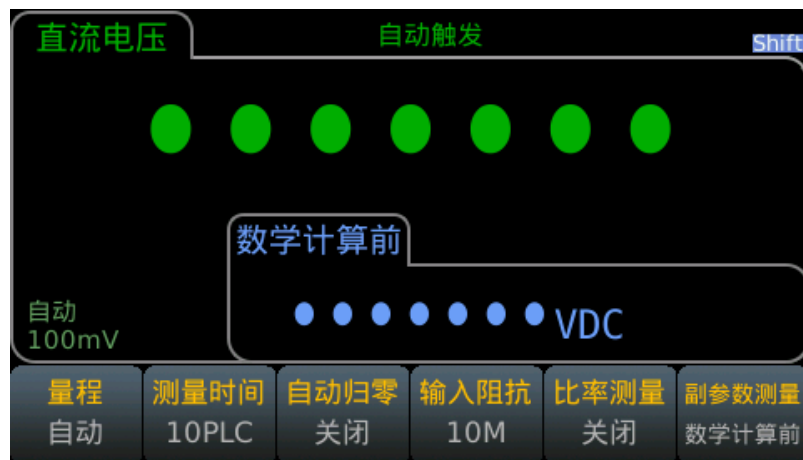 直流电压
自动触发
Shift
数学计算前
自动
100mV
VDC
量程
自动
测量时间
10PLC
自动归零
关闭
输入阻抗
10M
比率测量
关闭
副参数测量
数学计算前